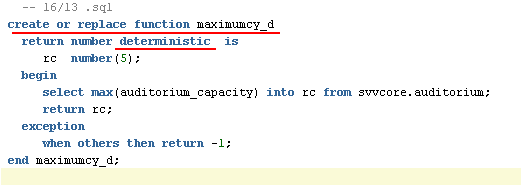 -- 16/13 .sql
create or replace function maximumcy_d
return number deterministic is
rc number(5);
begin
select max(auditorium_capacity) into rc from svvcore.auditorium;
return rc;
exception
when others then return -1;
end maximumcy_d;